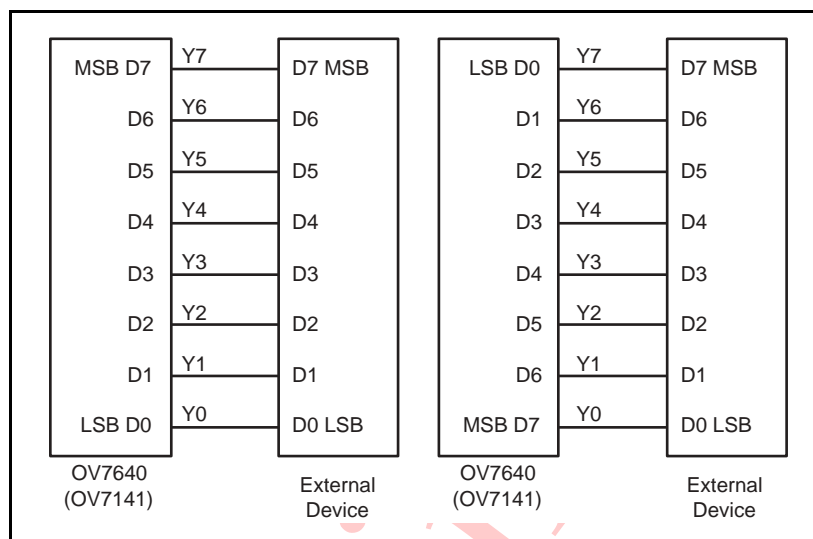 MSB D7 Y7 D7 MSB
D6 Y6 D6
D5 Y5 D5
D4 Y4 D4
D3 Y3 D3
D2 Y2 D2
D1 Y1 D1
LSB D0 Y0 D0 LSB
OV7640
(OV7141)
External
Device
LSB D0 Y7 D7 MSB
D1 Y6 D6
D2 Y5 D5
D3 Y4 D4
D4 Y3 D3
D5 Y2 D2
D6 Y1 D1
MSB D7 Y0 D0 LSB
OV7640
(OV7141)
External
Device